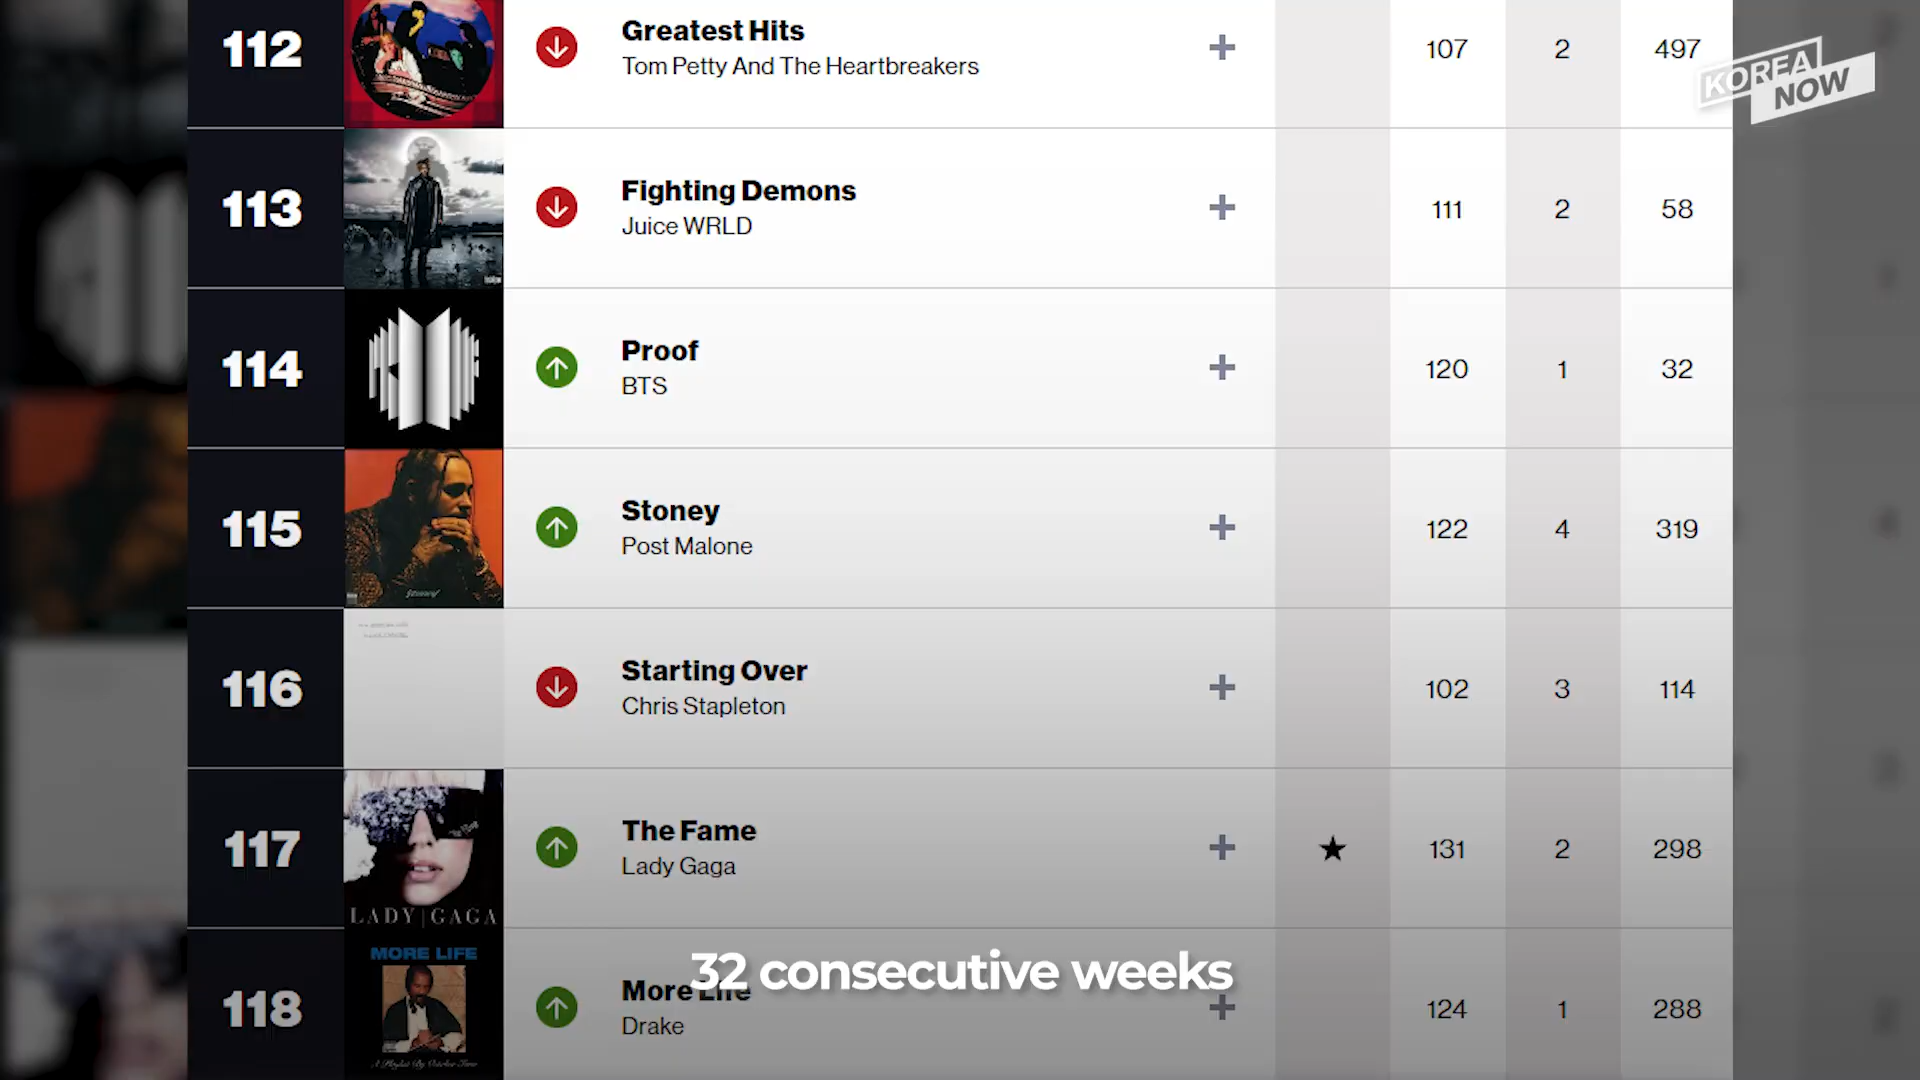 112
Greatest Hits
Tom Petty And The Heartbreakers
107
2
497
KOREA
NOW
113
Fighting Demons
Juice WRLD
111
2
58
114
Proof
BTS
120
1
32
115
Stoney
Post Malone
122
4
319
116
Starting Over
Chris Stapleton
102
3
114
117
The Fame
Lady Gaga
131
2
298
LADY | GAGA
32 consecutive weeks
118
MORE LIFE
More Life
Drake
124
1
288